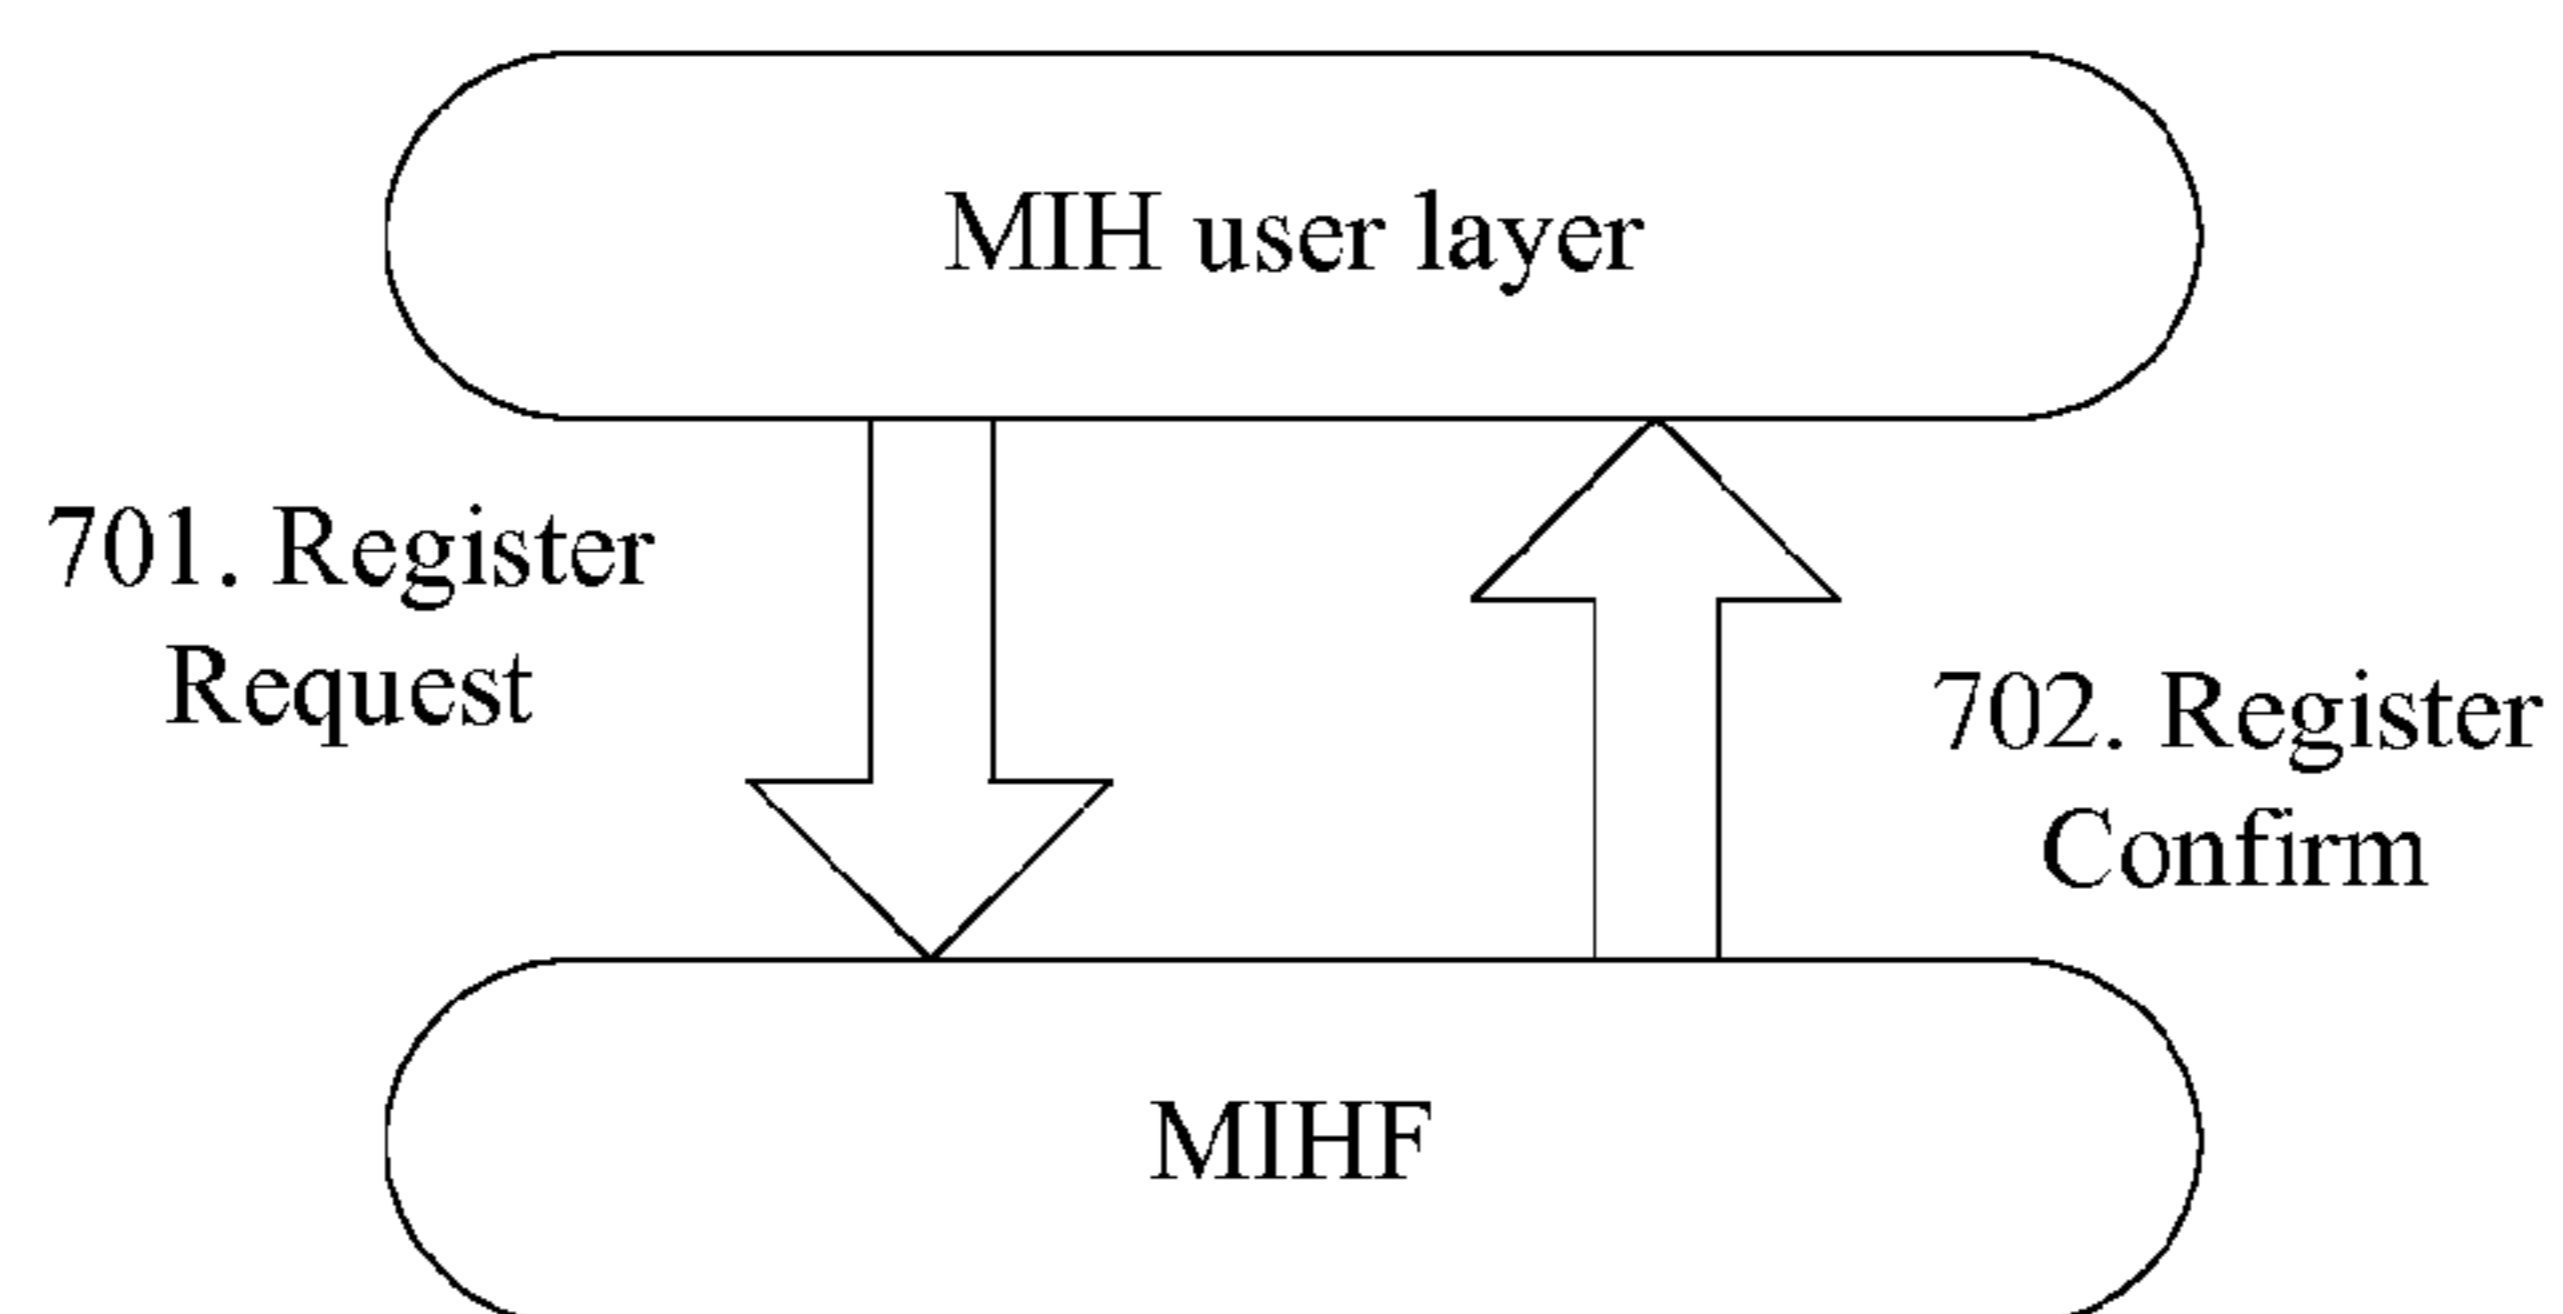 MIH user layer
701. Register
Request
702. Register
Confirm
MIHF